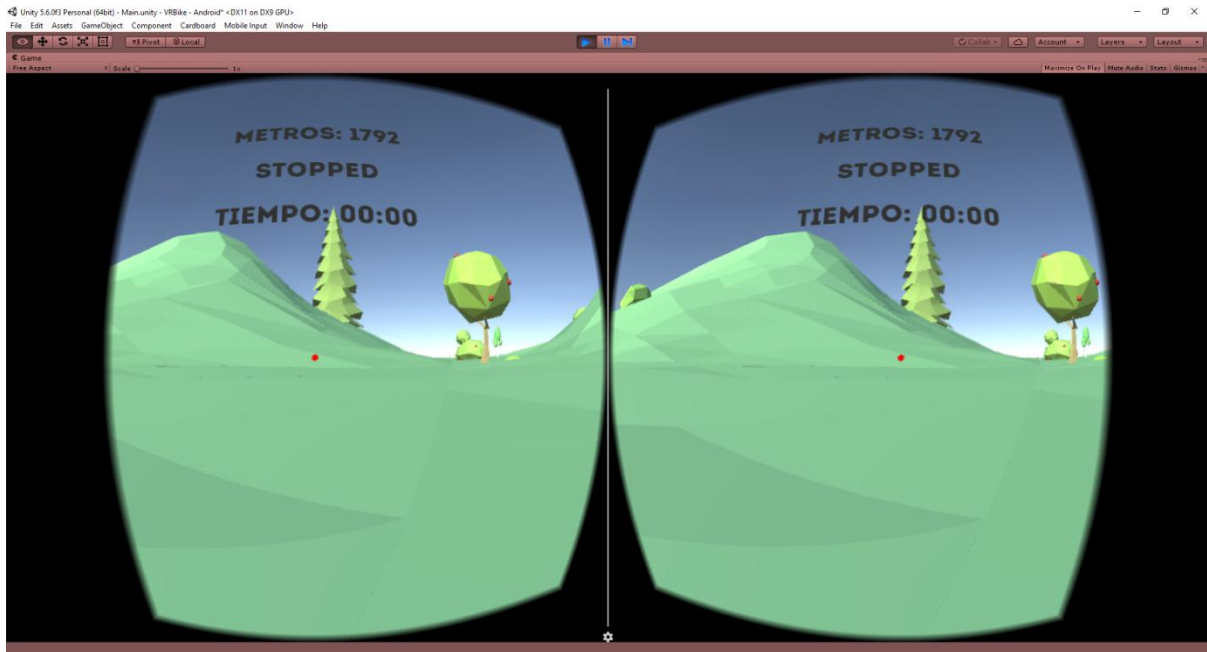 Unity 5.6.0f3 Personal (64bit) - Main.unity - VRBike - Android* <DX11 on DX9 GPU>
File Edit Assets GameObject Component Cardboard Mobile Input Window Help
Pivot Local Collab Account Layers Layout
Game
Free Aspect Scale 1x Maximize On Play Mute Audio Stats Gizmos
METROS: 1792 METROS: 1792
STOPPED STOPPED
TIEMPO: 00:00 TIEMPO: 00:00